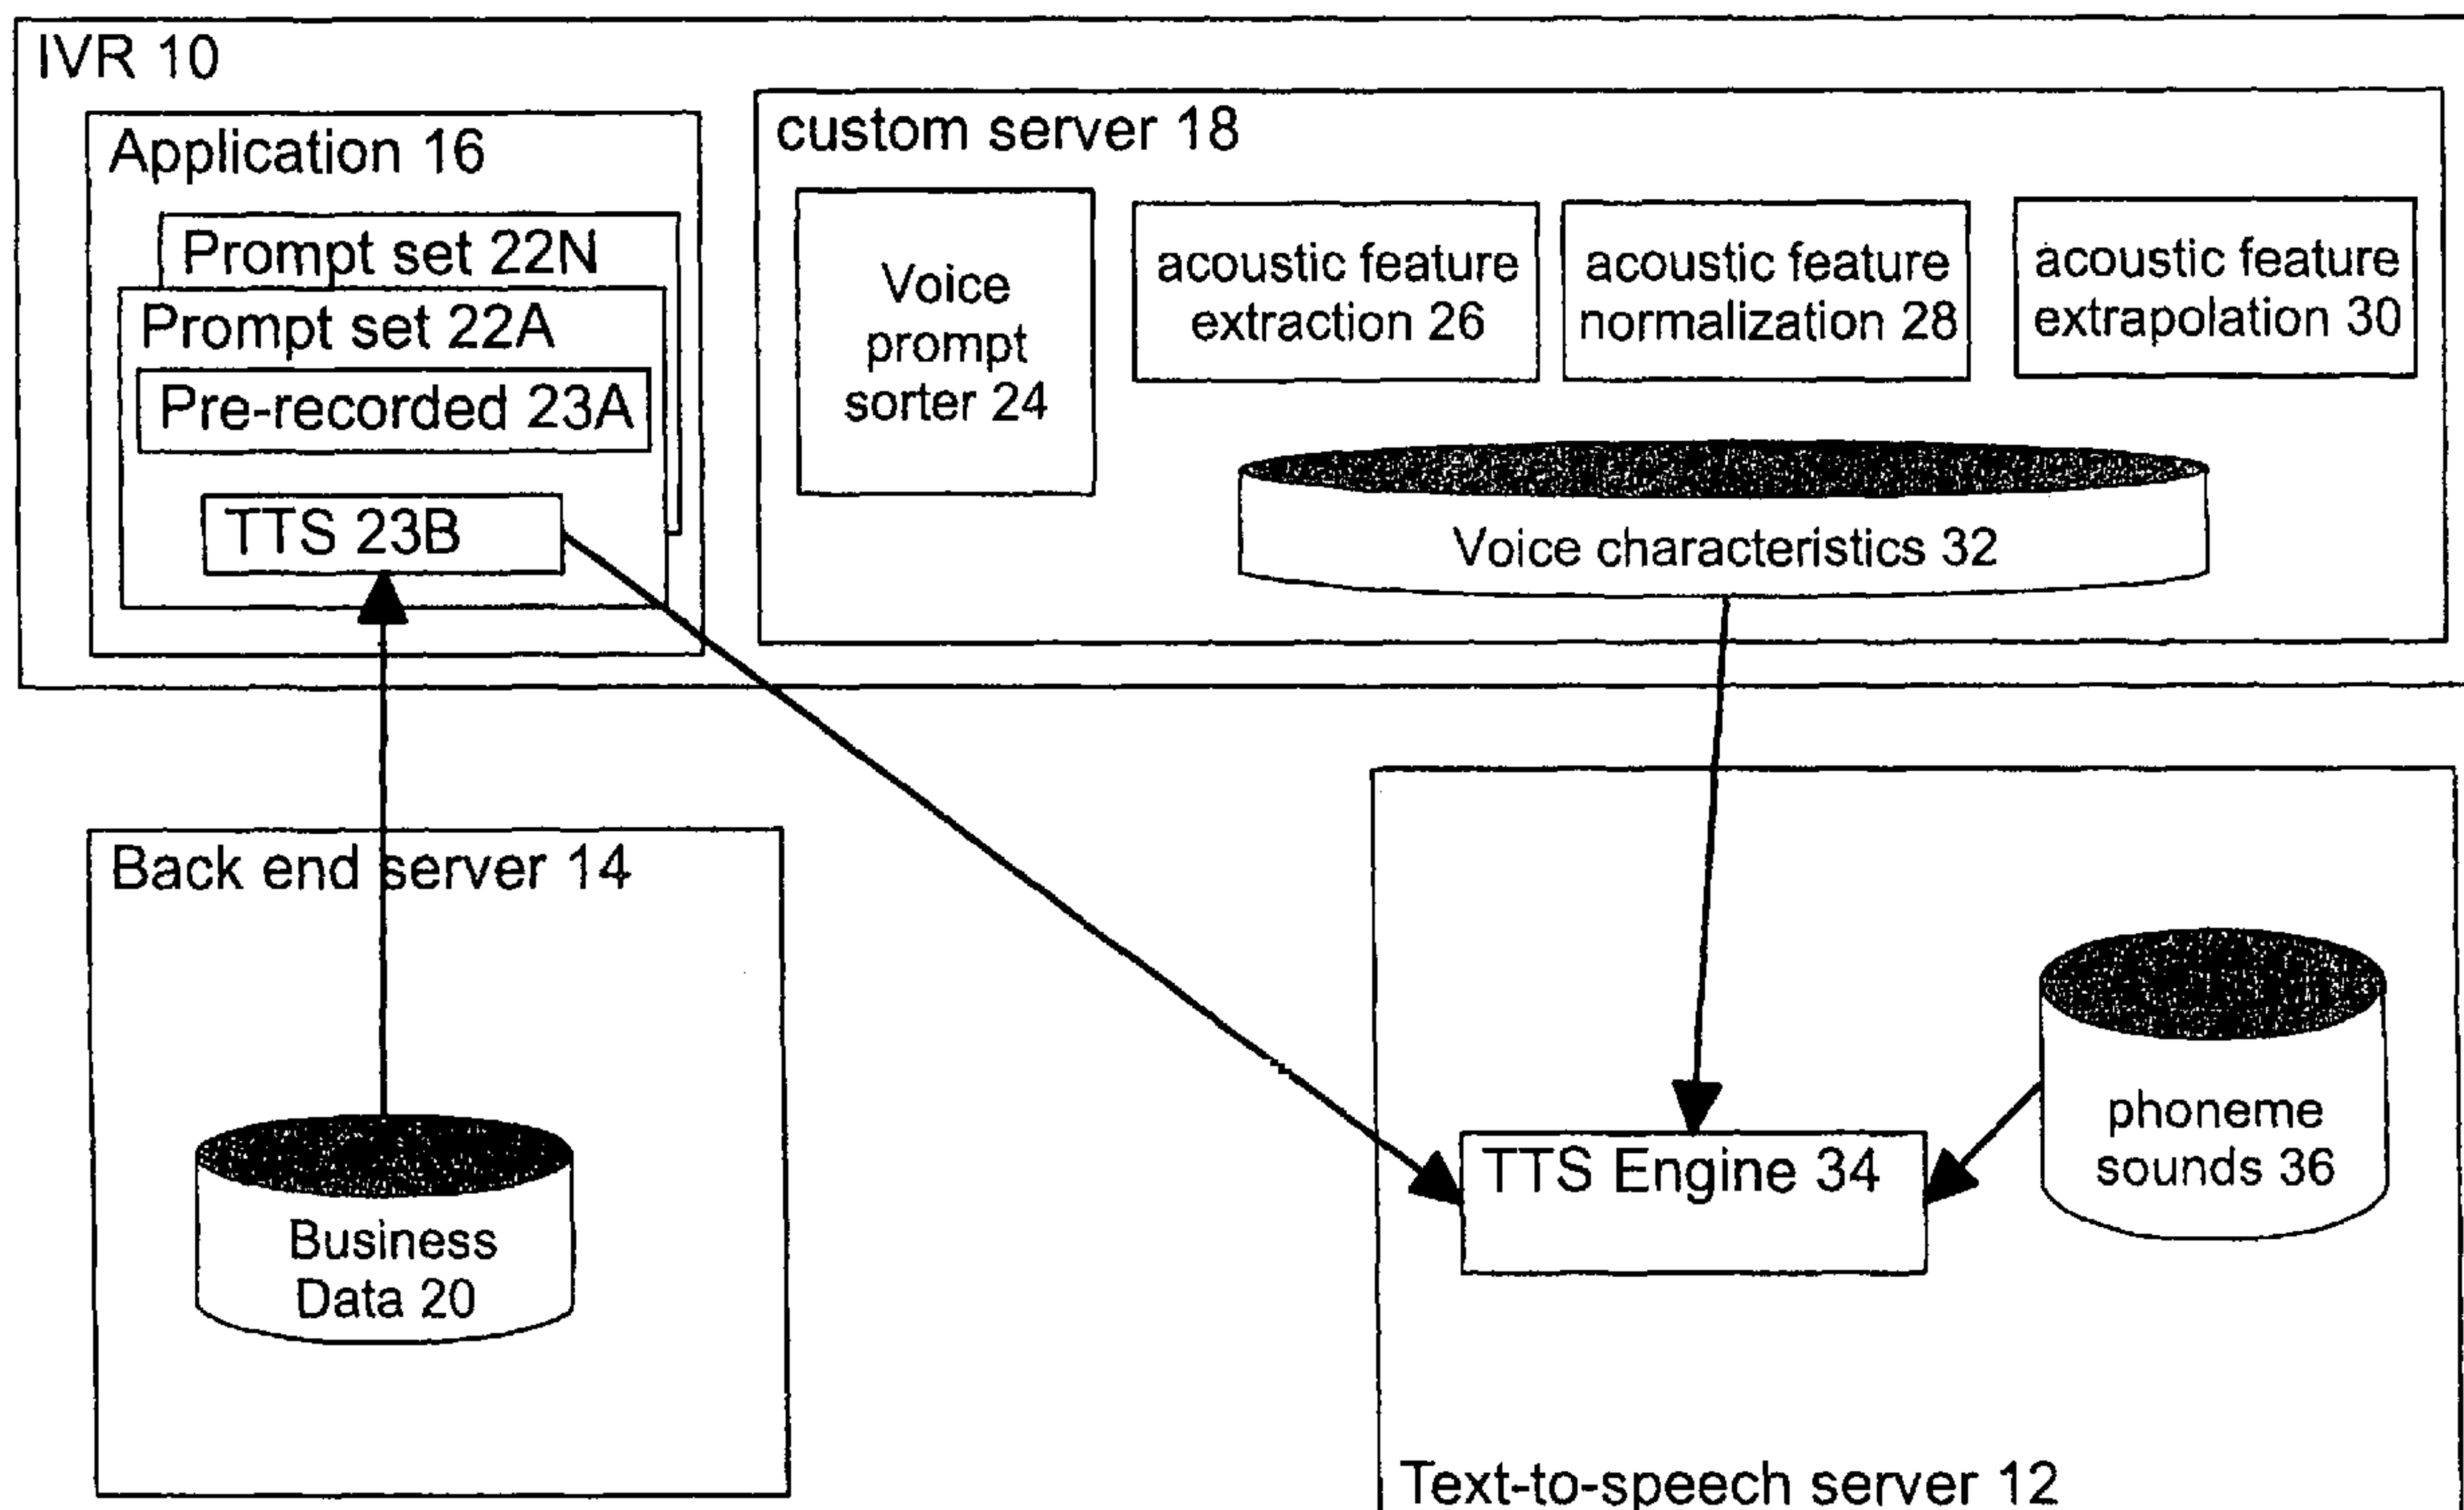 IVR 10
Application 16
Prompt set 22N
Prompt set 22A
Pre-recorded 23A
TTS 23B
custom server 18
Voice
prompt
sorter 24
acoustic feature
extraction 26
acoustic feature
normalization 28
acoustic feature
extrapolation 30
Voice characteristics 32
Back end server 14
Business
Data 20
TTS Engine 34
phoneme
sounds 36
Text-to-speech server 12